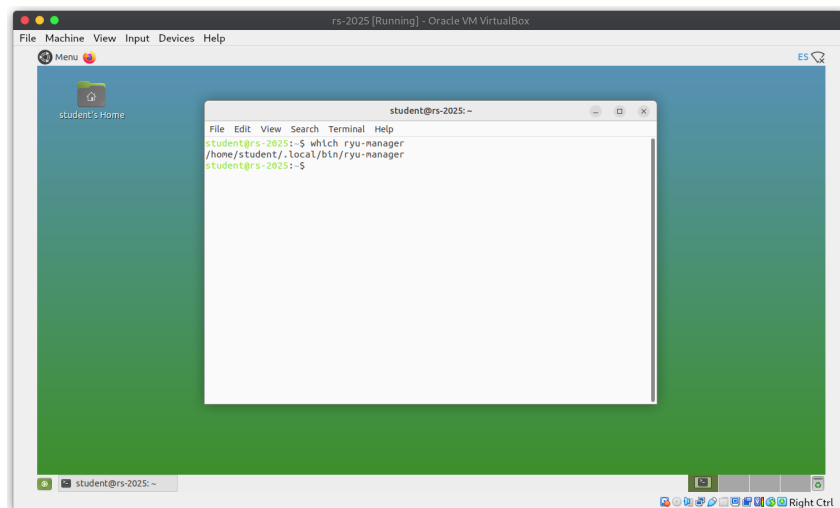 rs-2025 [Running] - Oracle VM VirtualBox
File Machine View Input Devices Help
Menu
ES
student's Home
student@rs-2025: ~
File Edit View Search Terminal Help
student@rs-2025:~$ which ryu-manager
/home/student/.local/bin/ryu-manager
student@rs-2025:~$
student@rs-2025: ~
Right Ctrl